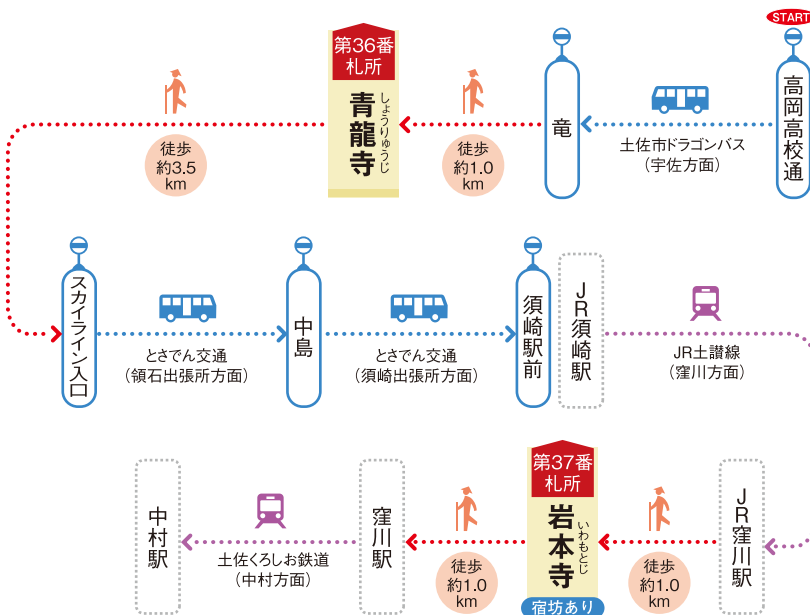 START
高岡高校通
土佐市ドラゴンバス
(宇佐方面)
竜
徒歩
約1.0
km
第36番
札所
青龍寺
しょうりゅうじ
徒歩
約3.5
km
スカイライン入口
とさでん交通
(領石出張所方面)
中島
とさでん交通
(須崎出張所方面)
須崎駅前
JR須崎駅
JR土讃線
(窪川方面)
JR窪川駅
徒歩
約1.0
km
第37番
札所
岩本寺
いわもとじ
宿坊あり
徒歩
約1.0
km
窪川駅
土佐くろしお鉄道
(中村方面)
中村駅